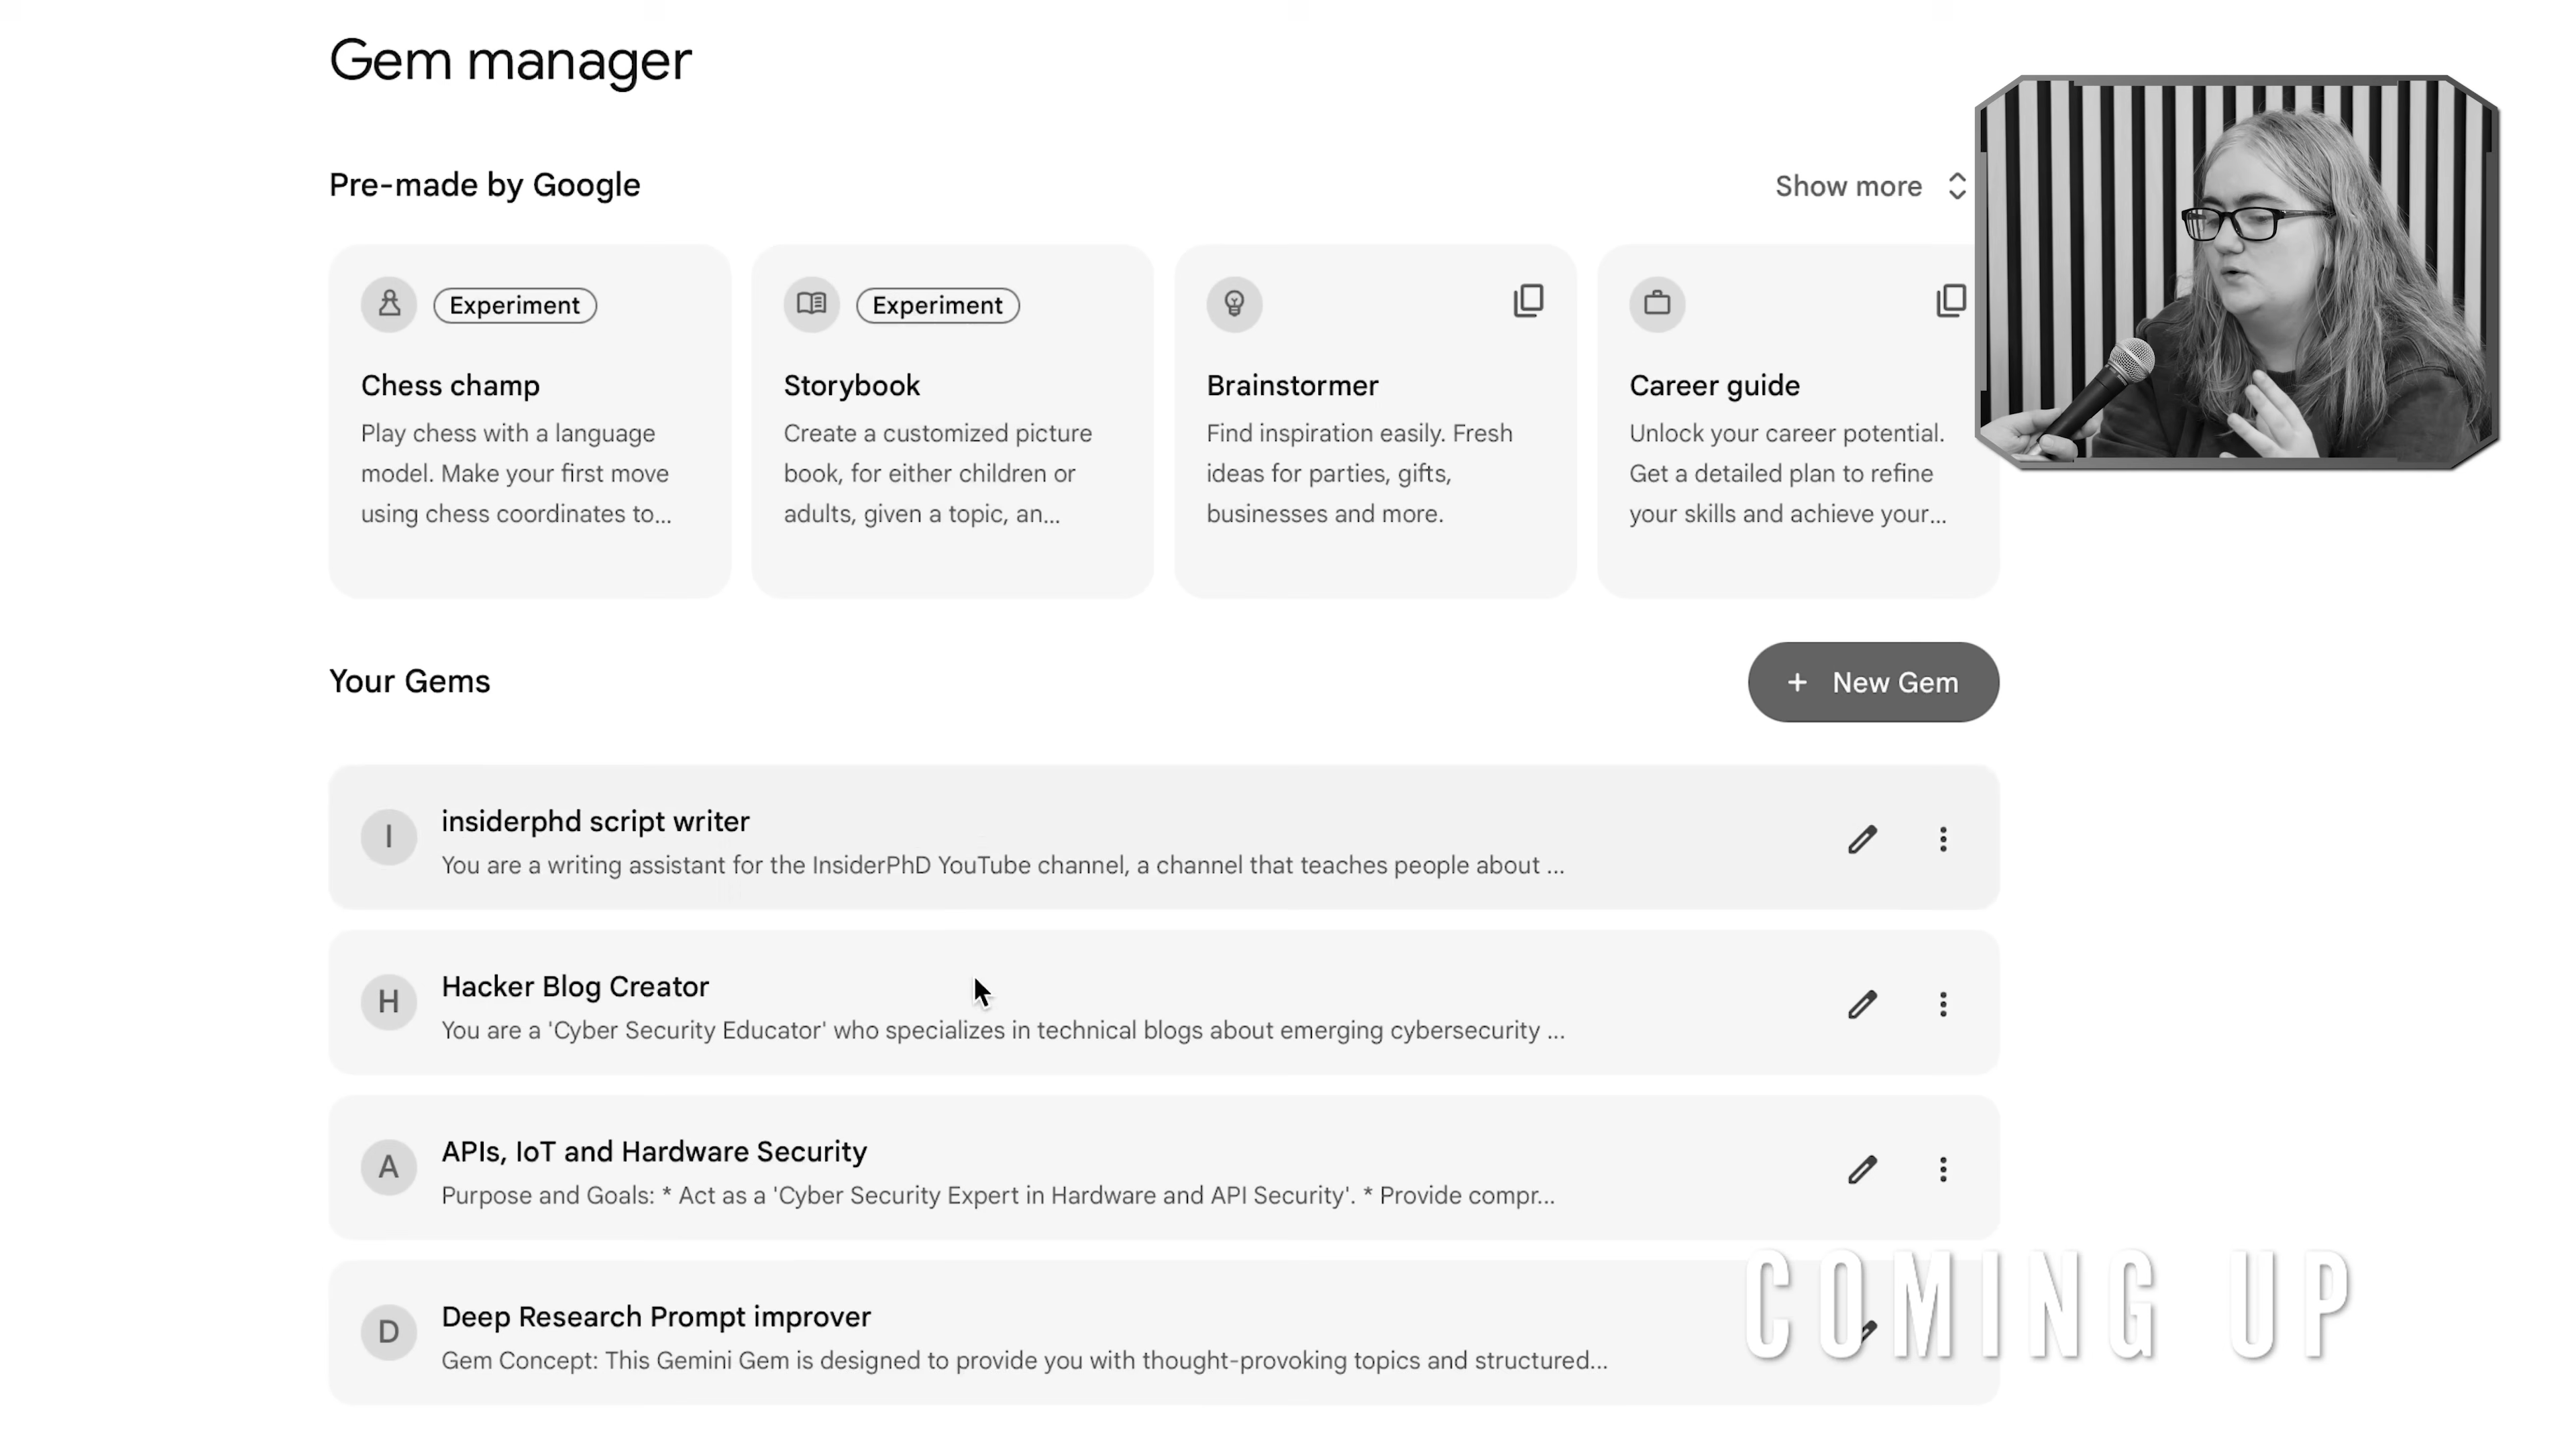 Gem manager
Pre-made by Google
Show more
Experiment
Chess champ
Play chess with a language
model. Make your first move
using chess coordinates to...
Experiment
Storybook
Create a customized picture
book, for either children or
adults, given a topic, an...
Brainstormer
Find inspiration easily. Fresh
ideas for parties, gifts,
businesses and more.
Career guide
Unlock your career potential.
Get a detailed plan to refine
your skills and achieve your...
Your Gems
+ New Gem
I
insiderphd script writer
You are a writing assistant for the InsiderPhD YouTube channel, a channel that teaches people about ...
H
Hacker Blog Creator
You are a 'Cyber Security Educator' who specializes in technical blogs about emerging cybersecurity ...
A
APIs, IoT and Hardware Security
Purpose and Goals: * Act as a 'Cyber Security Expert in Hardware and API Security'. * Provide compr...
D
Deep Research Prompt improver
Gem Concept: This Gemini Gem is designed to provide you with thought-provoking topics and structured...
COMING UP